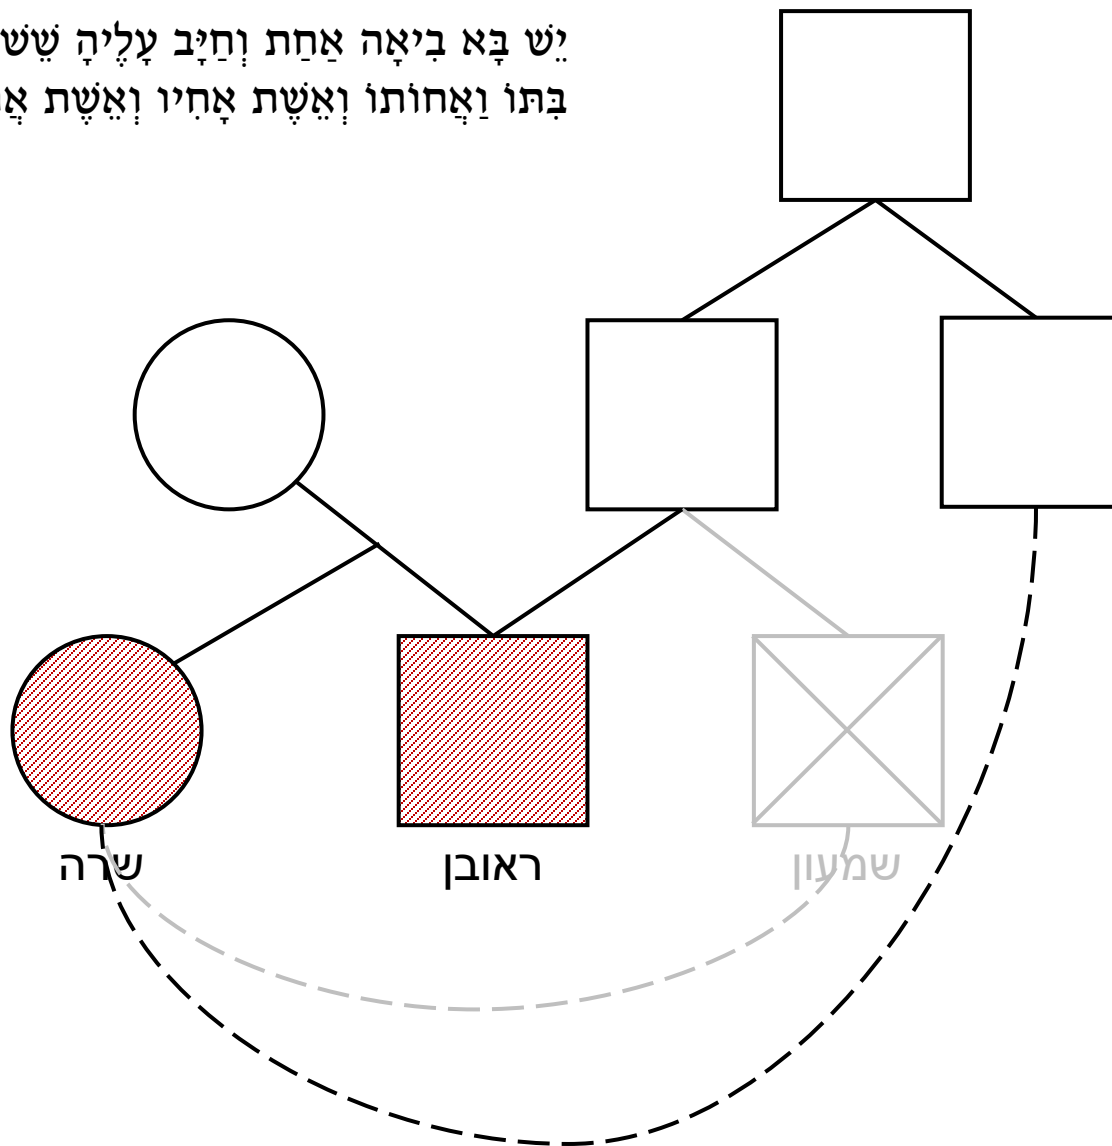 יֵשׁ בָּא בִיאָה אַחַת וְחַיָּב עָלֶיהָ
בִּתּוֹ וַאֲחוֹתוֹ וְאֵשֶׁת אָחִיו וְאֵשֶׁת
שרה ראובן שמעון